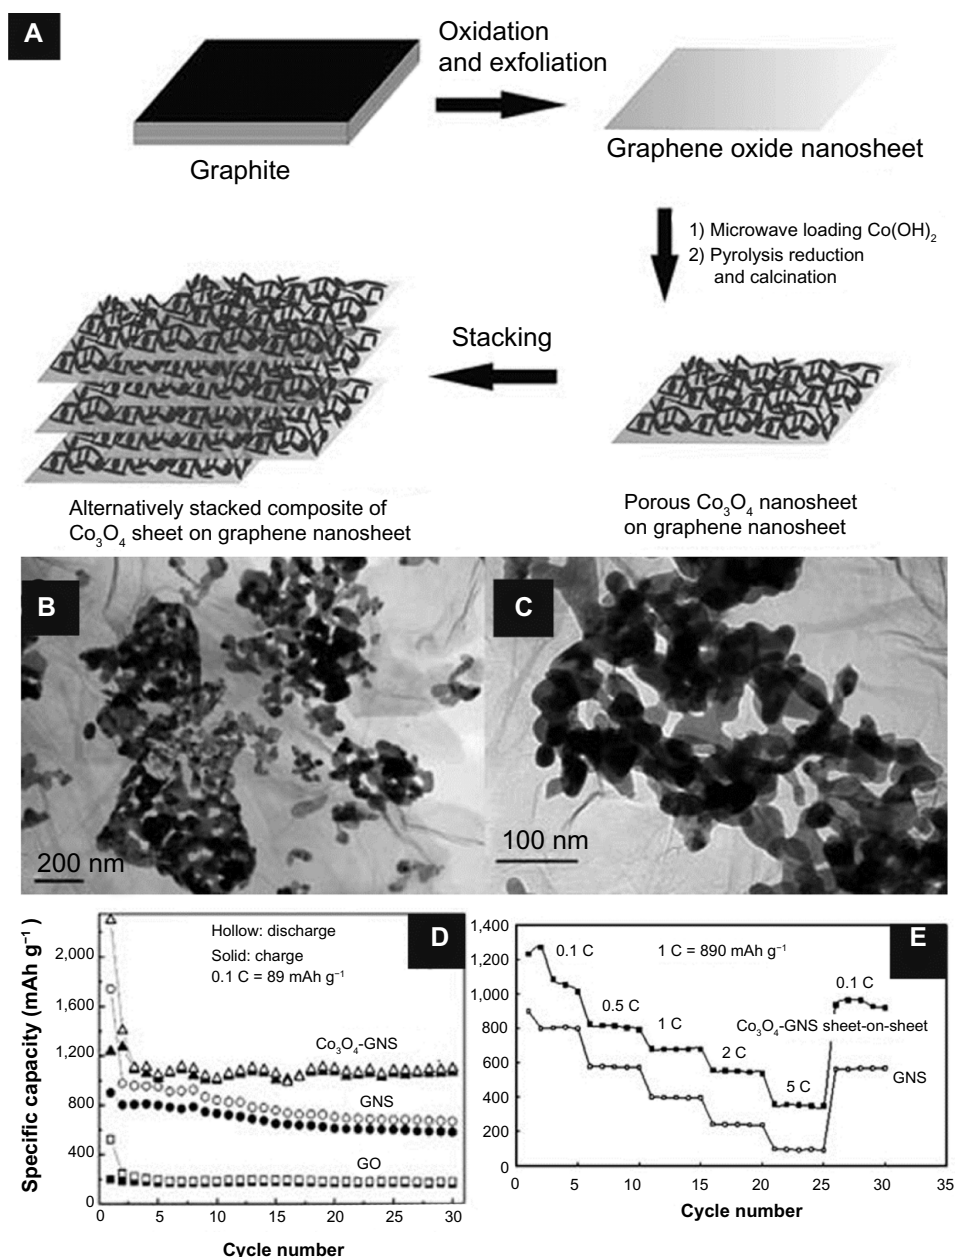 A
Oxidation
and exfoliation
Graphite
Graphene oxide nanosheet
1) Microwave loading Co(OH)₂
2) Pyrolysis reduction
and calcination
Stacking
Alternatively stacked composite of
Co₃O₄ sheet on graphene nanosheet
Porous Co₃O₄ nanosheet
on graphene nanosheet
B
200 nm
C
100 nm
D
Specific capacity (mAh g⁻¹ )
2,000
1,600
1,200
800
400
0
Hollow: discharge
Solid: charge
0.1 C = 89 mAh g⁻¹
Co₃O₄-GNS
GNS
GO
0 5 10 15 20 25 30
Cycle number
E
1,400
1,200
1,000
800
600
400
200
0
0.1 C
1 C = 890 mAh g⁻¹
0.5 C
1 C
2 C
5 C
0.1 C
Co₃O₄-GNS sheet-on-sheet
GNS
0 5 10 15 20 25 30 35
Cycle number